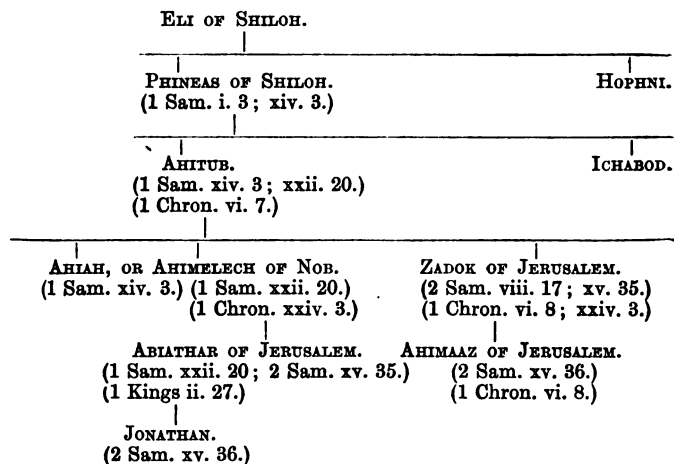 ELI OF SHILOH.
PHINEAS OF SHILOH. HOPHNI.
(1 Sam. i. 3; xiv. 3.)
AHITUB. ICHABOD.
(1 Sam. xiv. 3; xxii. 20.)
(1 Chron. vi. 7.)
AHIAH, OR AHIMELECH OF NOB. ZADOK OF JERUSALEM.
(1 Sam. xiv. 3.) (1 Sam. xxii. 20.) (2 Sam. viii. 17; xv. 35.)
(1 Chron. xxiv. 3.) (1 Chron. vi. 8; xxiv. 3.)
ABIATHAR OF JERUSALEM. AHIMAAZ OF JERUSALEM.
(1 Sam. xxii. 20; 2 Sam. xv. 35.) (2 Sam. xv. 36.)
(1 Kings ii. 27.) (1 Chron. vi. 8.)
JONATHAN.
(2 Sam. xv. 36.)